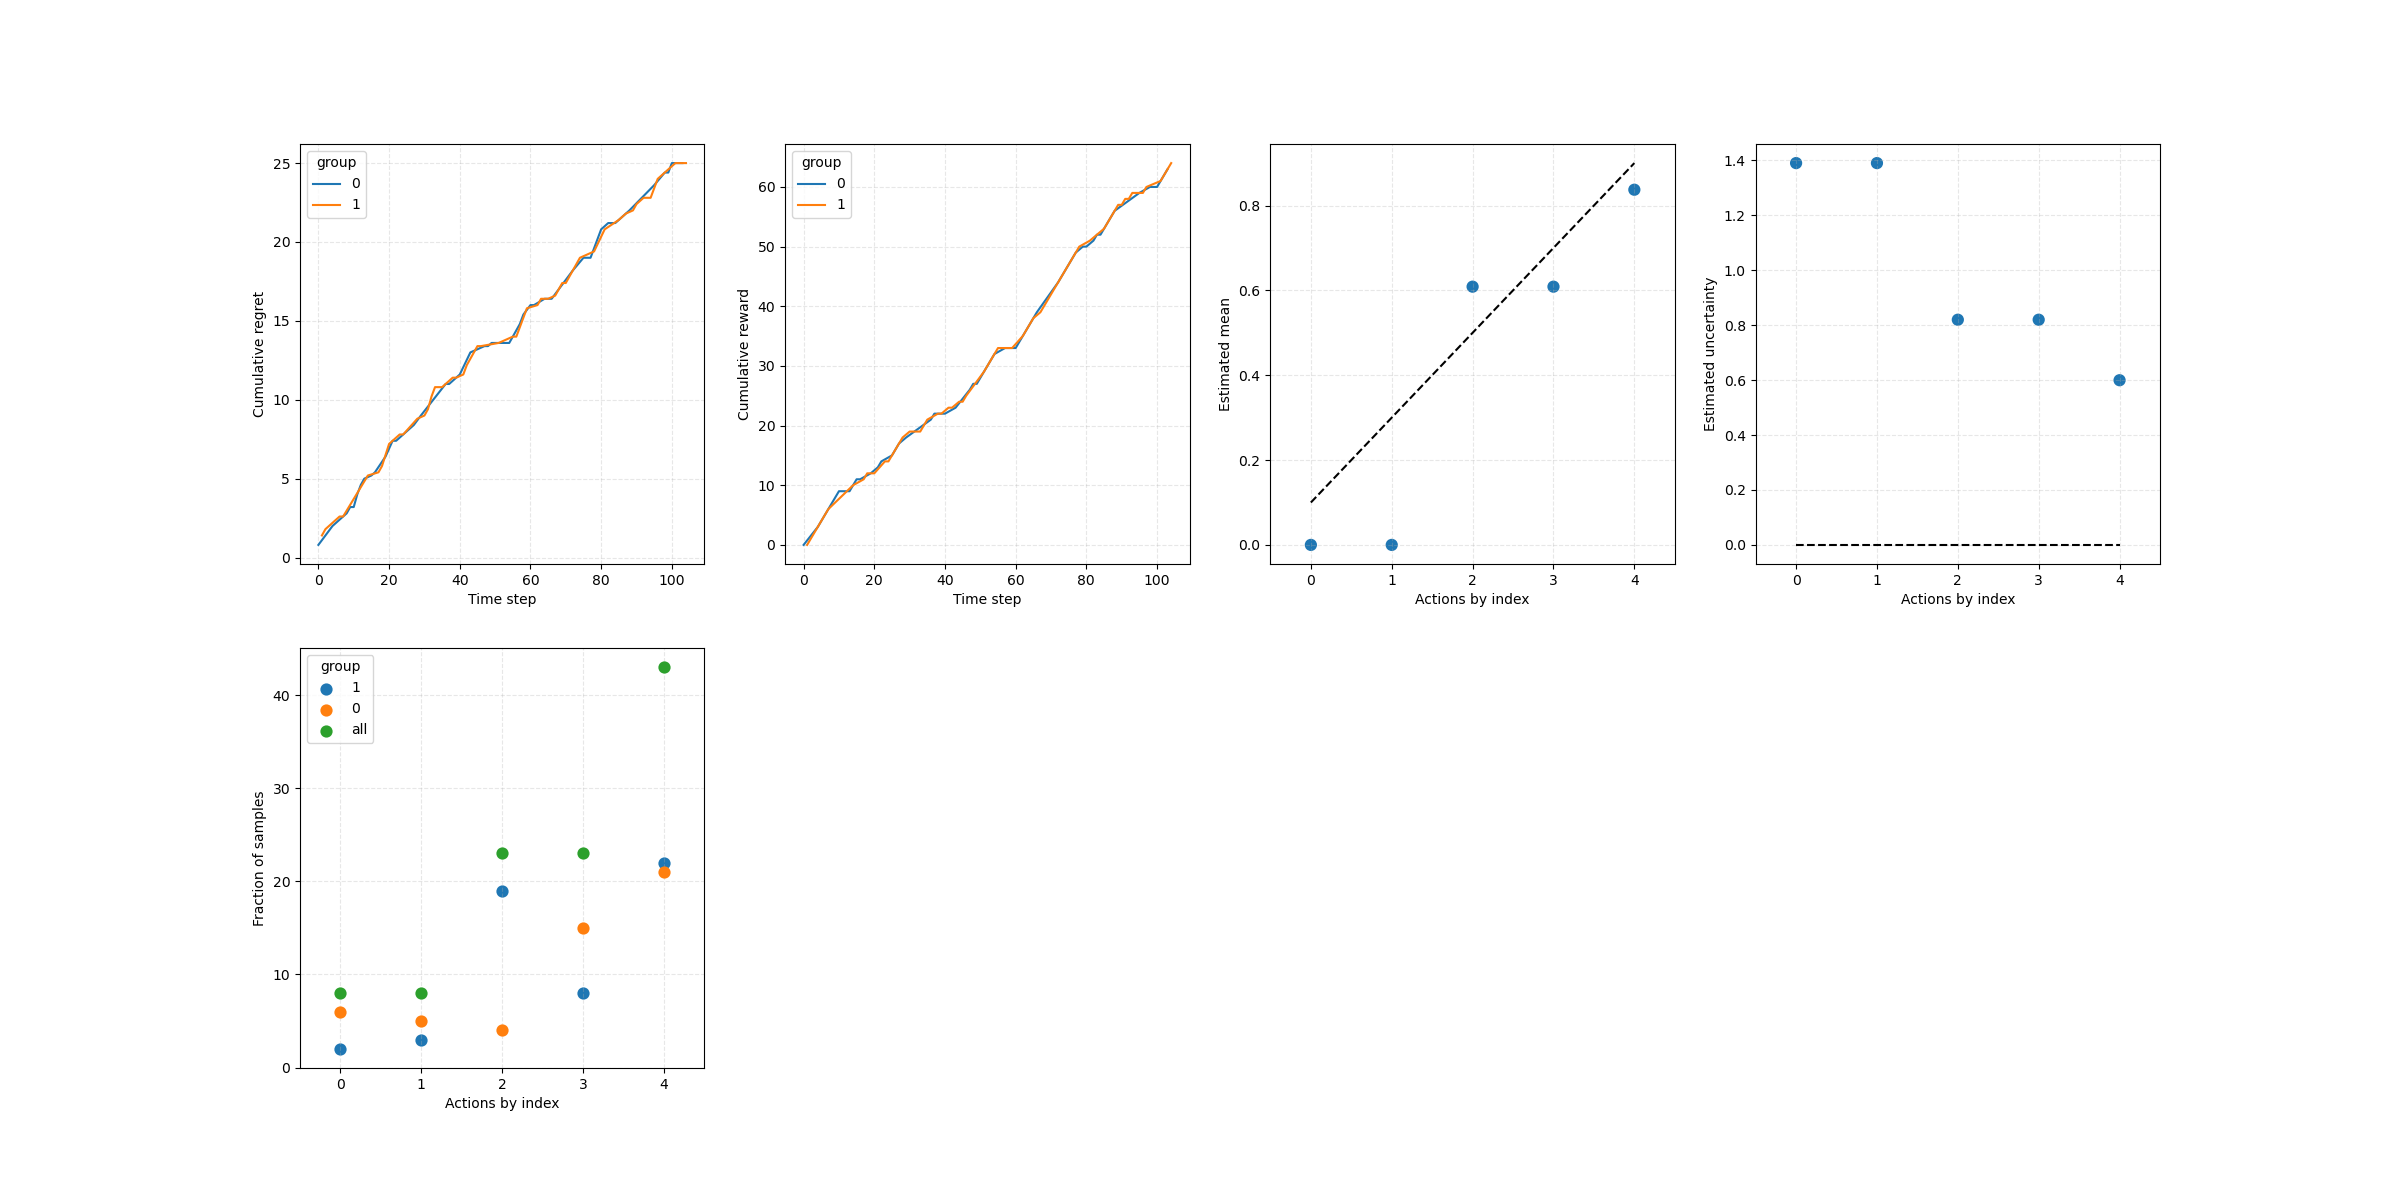 group
0
1
25
20
15
10
5
0
Cumulative regret
0 20 40 60 80 100
Time step
group
0
1
60
50
40
30
20
10
0
Cumulative reward
0 20 40 60 80 100
Time step
0.8
0.6
0.4
0.2
0.0
Estimated mean
0 1 2 3 4
Actions by index
1.4
1.2
1.0
0.8
0.6
0.4
0.2
0.0
Estimated uncertainty
0 1 2 3 4
Actions by index
group
1
0
all
40
30
20
10
0
Fraction of samples
0 1 2 3 4
Actions by index